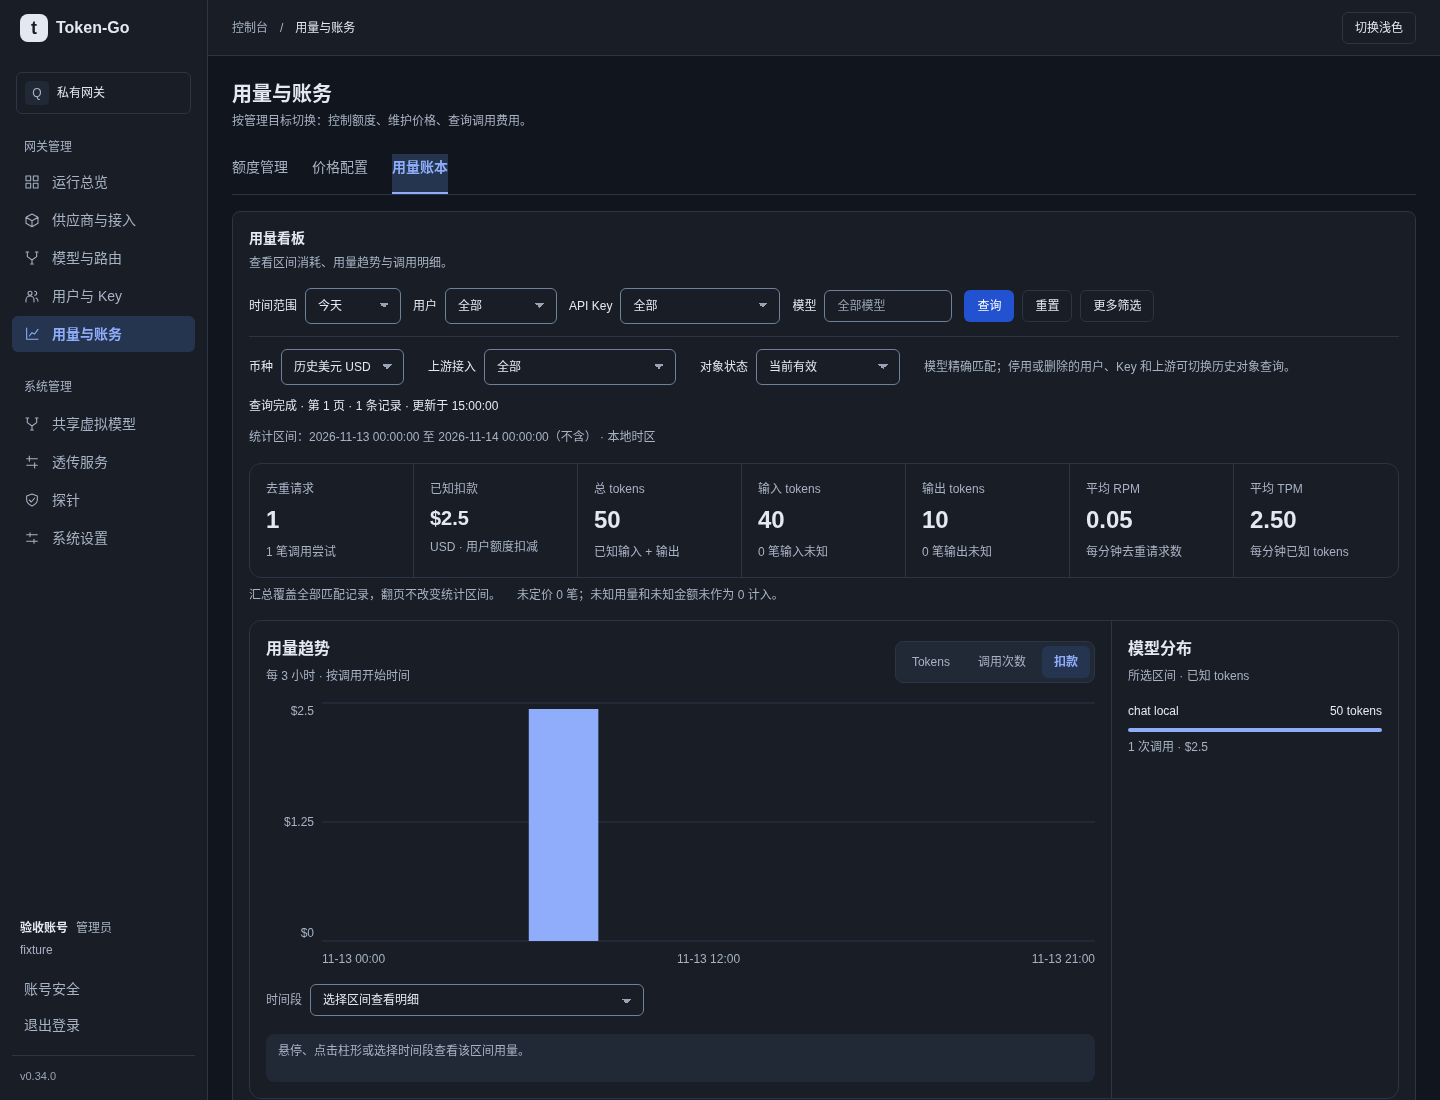 t Token-Go
控制台 / 用量与账务
切换浅色
Q 私有网关
网关管理
运行总览
供应商与接入
模型与路由
用户与 Key
用量与账务
系统管理
共享虚拟模型
透传服务
探针
系统设置
验收账号 管理员
fixture
账号安全
退出登录
v0.34.0
用量与账务
按管理目标切换：控制额度、维护价格、查询调用费用。
额度管理 价格配置 用量账本
用量看板
查看区间消耗、用量趋势与调用明细。
时间范围 今天 用户 全部 API Key 全部 模型 全部模型 查询 重置 更多筛选
币种 历史美元 USD 上游接入 全部 对象状态 当前有效 模型精确匹配；停用或删除的用户、Key 和上游可切换历史对象查询。
查询完成 · 第 1 页 · 1 条记录 · 更新于 15:00:00
统计区间：2026-11-13 00:00:00 至 2026-11-14 00:00:00（不含） · 本地时区
去重请求 已知扣款 总 tokens 输入 tokens 输出 tokens 平均 RPM 平均 TPM
1 $2.5 50 40 10 0.05 2.50
1 笔调用尝试 USD · 用户额度扣减 已知输入 + 输出 0 笔输入未知 0 笔输出未知 每分钟去重请求数 每分钟已知 tokens
汇总覆盖全部匹配记录，翻页不改变统计区间。 未定价 0 笔；未知用量和未知金额未作为 0 计入。
用量趋势
每 3 小时 · 按调用开始时间
Tokens 调用次数 扣款
$2.5
$1.25
$0
11-13 00:00 11-13 12:00 11-13 21:00
时间段 选择区间查看明细
悬停、点击柱形或选择时间段查看该区间用量。
模型分布
所选区间 · 已知 tokens
chat local 50 tokens
1 次调用 · $2.5